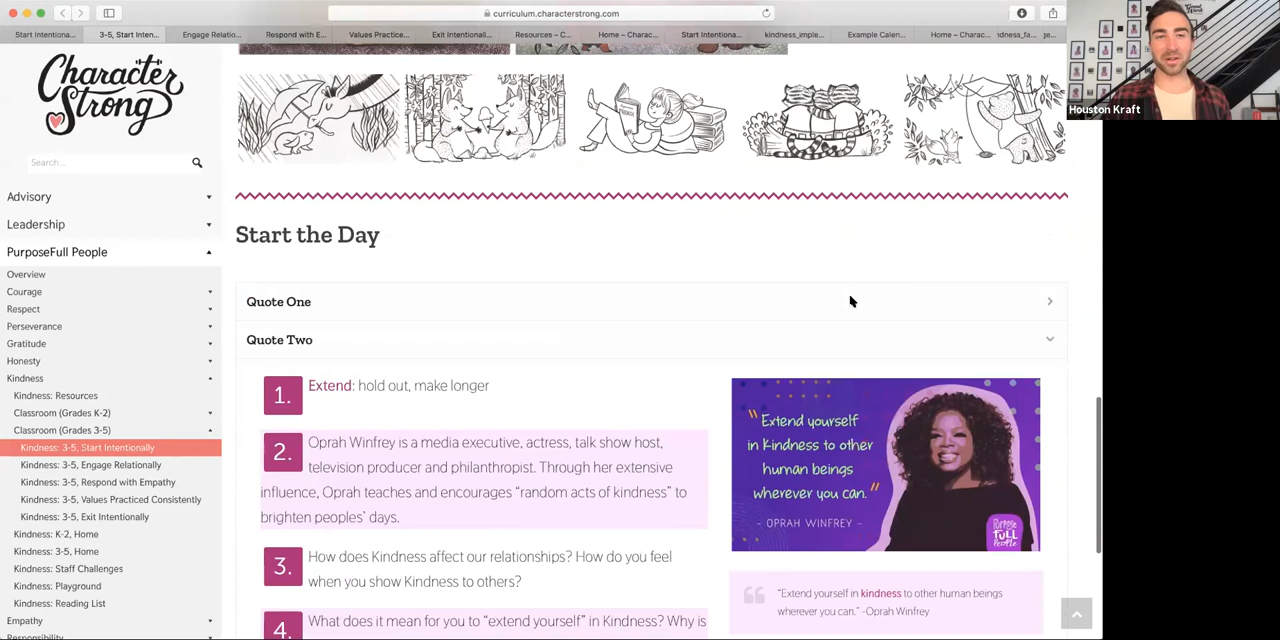 curriculum.characterstrong.com
Start Intentiona...
3-5, Start Inten...
Engage Relatio...
Respond with E...
Values Practice...
Exit Intentionall...
Resources – C...
Home – Charac...
Start Intentiona...
kindness_imple...
Example Calen...
Home – Charac...
Houston Kraft
Character
Strong
Search...
Advisory
Leadership
PurposeFull People
Overview
Courage
Respect
Perseverance
Gratitude
Honesty
Kindness
Kindness: Resources
Classroom (Grades K-2)
Classroom (Grades 3-5)
Kindness: 3-5, Start Intentionally
Kindness: 3-5, Engage Relationally
Kindness: 3-5, Respond with Empathy
Kindness: 3-5, Values Practiced Consistently
Kindness: 3-5, Exit Intentionally
Kindness: K-2, Home
Kindness: 3-5, Home
Kindness: Staff Challenges
Kindness: Playground
Kindness: Reading List
Empathy
Responsibility
Start the Day
Quote One
Quote Two
1. Extend: hold out, make longer
2. Oprah Winfrey is a media executive, actress, talk show host,
television producer and philanthropist. Through her extensive
influence, Oprah teaches and encourages “random acts of kindness” to
brighten peoples’ days.
3. How does Kindness affect our relationships? How do you feel
when you show Kindness to others?
4. What does it mean for you to “extend yourself” in Kindness? Why is
"Extend yourself
in Kindness to other
human beings
wherever you can."
- OPRAH WINFREY -
PURPOSE
FULL
PEOPLE
“Extend yourself in kindness to other human beings
wherever you can.” -Oprah Winfrey